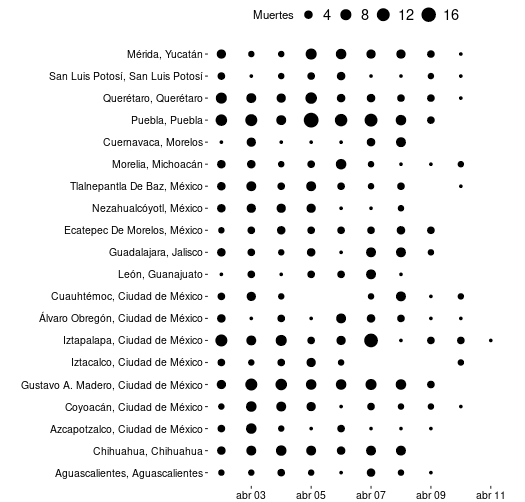 Muertes 4 8 12 16
Mérida, Yucatán
San Luis Potosí, San Luis Potosí
Querétaro, Querétaro
Puebla, Puebla
Cuernavaca, Morelos
Morelia, Michoacán
Tlalnepantla De Baz, México
Nezahualcóyotl, México
Ecatepec De Morelos, México
Guadalajara, Jalisco
León, Guanajuato
Cuauhtémoc, Ciudad de México
Álvaro Obregón, Ciudad de México
Iztapalapa, Ciudad de México
Iztacalco, Ciudad de México
Gustavo A. Madero, Ciudad de México
Coyoacán, Ciudad de México
Azcapotzalco, Ciudad de México
Chihuahua, Chihuahua
Aguascalientes, Aguascalientes
abr 03 abr 05 abr 07 abr 09 abr 11